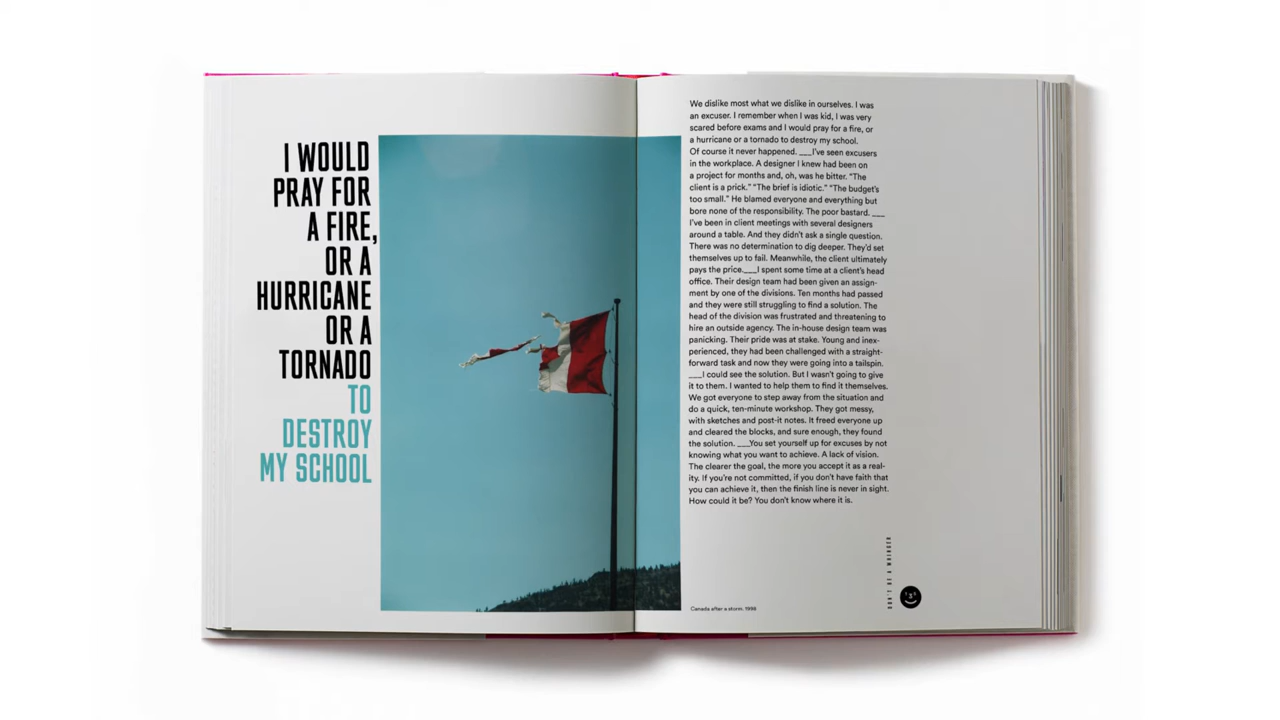 I WOULD
PRAY FOR
A FIRE,
OR A
HURRICANE
OR A
TORNADO
TO
DESTROY
MY SCHOOL
We dislike most what we dislike in ourselves. I was
an excuser. I remember when I was kid, I was very
scared before exams and I would pray for a fire, or
a hurricane or a tornado to destroy my school.
Of course it never happened. ___I've seen excusers
in the workplace. A designer I knew had been on
a project for months and, oh, was he bitter. "The
client is a prick." "The brief is idiotic." "The budget's
too small." He blamed everyone and everything but
bore none of the responsibility. The poor bastard. ___
I've been in client meetings with several designers
around a table. And they didn't ask a single question.
There was no determination to dig deeper. They'd set
themselves up to fail. Meanwhile, the client ultimately
pays the price.___I spent some time at a client's head
office. Their design team had been given an assign-
ment by one of the divisions. Ten months had passed
and they were still struggling to find a solution. The
head of the division was frustrated and threatening to
hire an outside agency. The in-house design team was
panicking. Their pride was at stake. Young and inex-
perienced, they had been challenged with a straight-
forward task and now they were going into a tailspin.
___I could see the solution. But I wasn't going to give
it to them. I wanted to help them to find it themselves.
We got everyone to step away from the situation and
do a quick, ten-minute workshop. They got messy,
with sketches and post-it notes. It freed everyone up
and cleared the blocks, and sure enough, they found
the solution. ___You set yourself up for excuses by not
knowing what you want to achieve. A lack of vision.
The clearer the goal, the more you accept it as a real-
ity. If you're not committed, if you don't have faith that
you can achieve it, then the finish line is never in sight.
How could it be? You don't know where it is.
Canada after a storm, 1998
DON'T BE A WHINGER